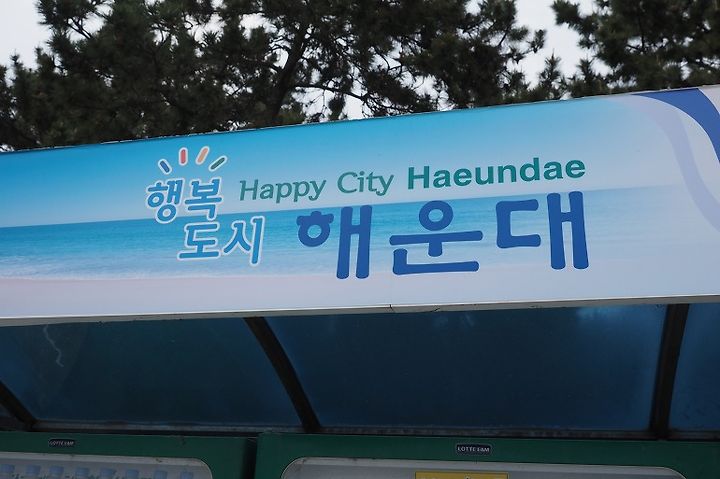 행복
도시
Happy City Haeundae
해운대
LOTTE E&M
LOTTE E&M